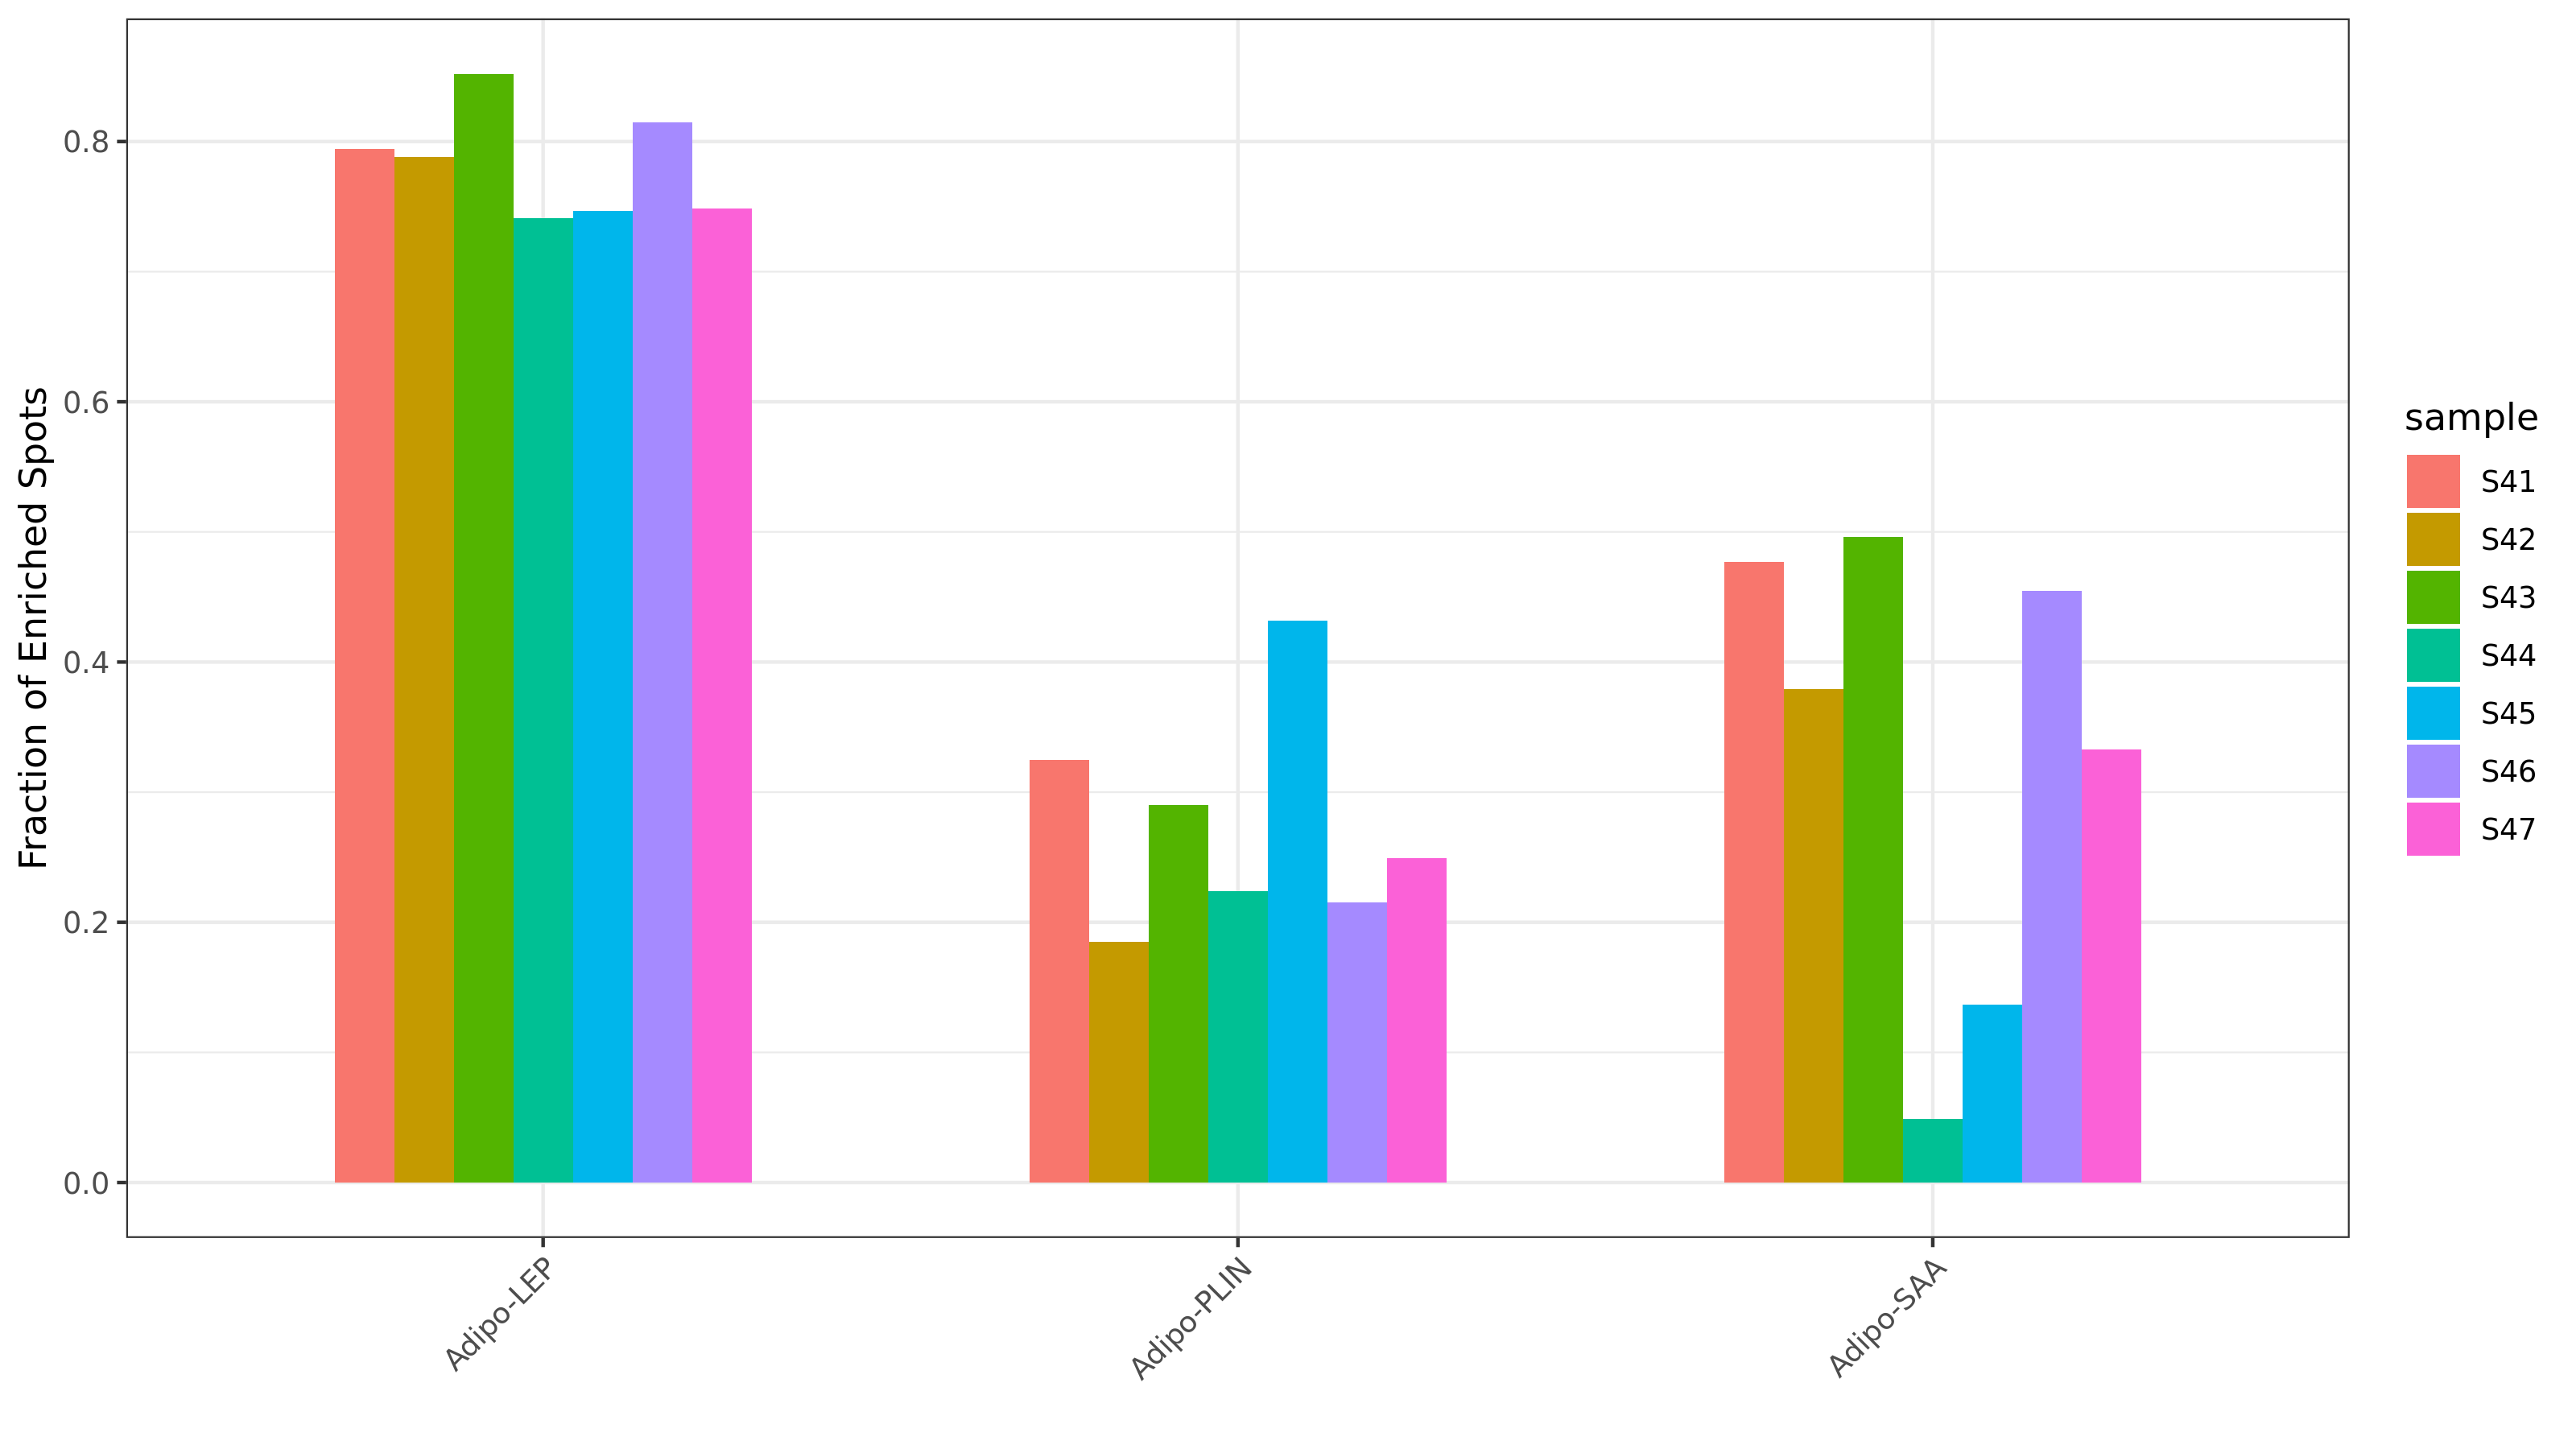 Fraction of Enriched Spots
0.8
0.6
0.4
0.2
0.0
Adipo-LEP
Adipo-PLIN
Adipo-SAA
sample
S41
S42
S43
S44
S45
S46
S47